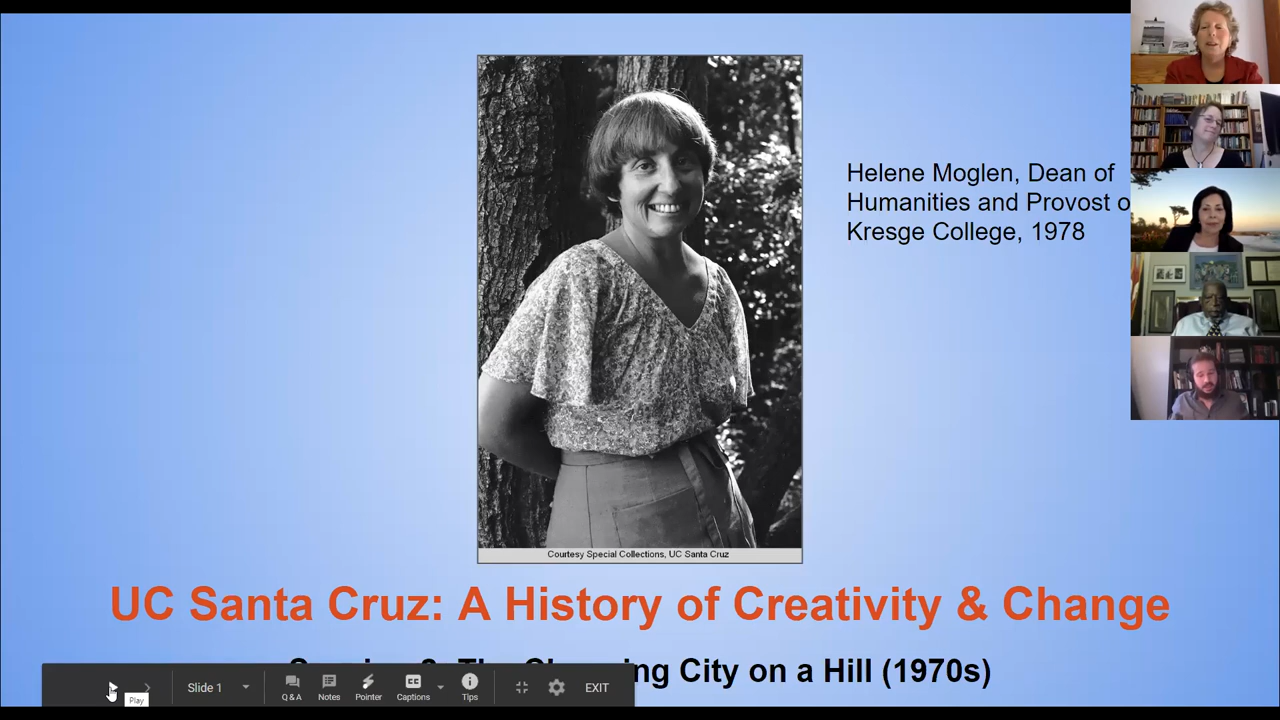 Helene Moglen, Dean of
Humanities and Provost o
Kresge College, 1978
Courtesy Special Collections, UC Santa Cruz
UC Santa Cruz: A History of Creativity & Change
City on a Hill (1970s)
Slide 1
Q&A
Notes
Pointer
Captions
Tips
EXIT
Play